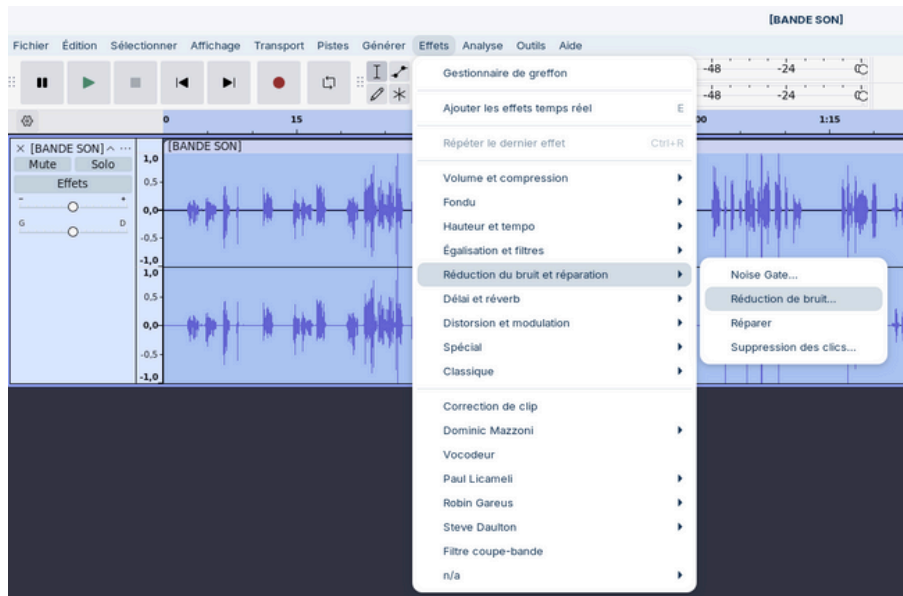 [BANDE SON]
Fichier Édition Sélectionner Affichage Transport Pistes Générer Effets Analyse Outils Aide
-48 -24
-48 -24
0 15 1:15
[BANDE SON]
Mute Solo
Effets
- +
G D
[BANDE SON]
1,0
0,5
0,0
-0,5
-1,0
1,0
0,5
0,0
-0,5
-1,0
Gestionnaire de greffon
Ajouter les effets temps réel E
Répéter le dernier effet Ctrl+R
Volume et compression
Fondu
Hauteur et tempo
Égalisation et filtres
Réduction du bruit et réparation
Délai et réverb
Distorsion et modulation
Spécial
Classique
Correction de clip
Dominic Mazzoni
Vocodeur
Paul Licameli
Robin Gareus
Steve Daulton
Filtre coupe-bande
n/a
Noise Gate...
Réduction de bruit...
Réparer
Suppression des clics...